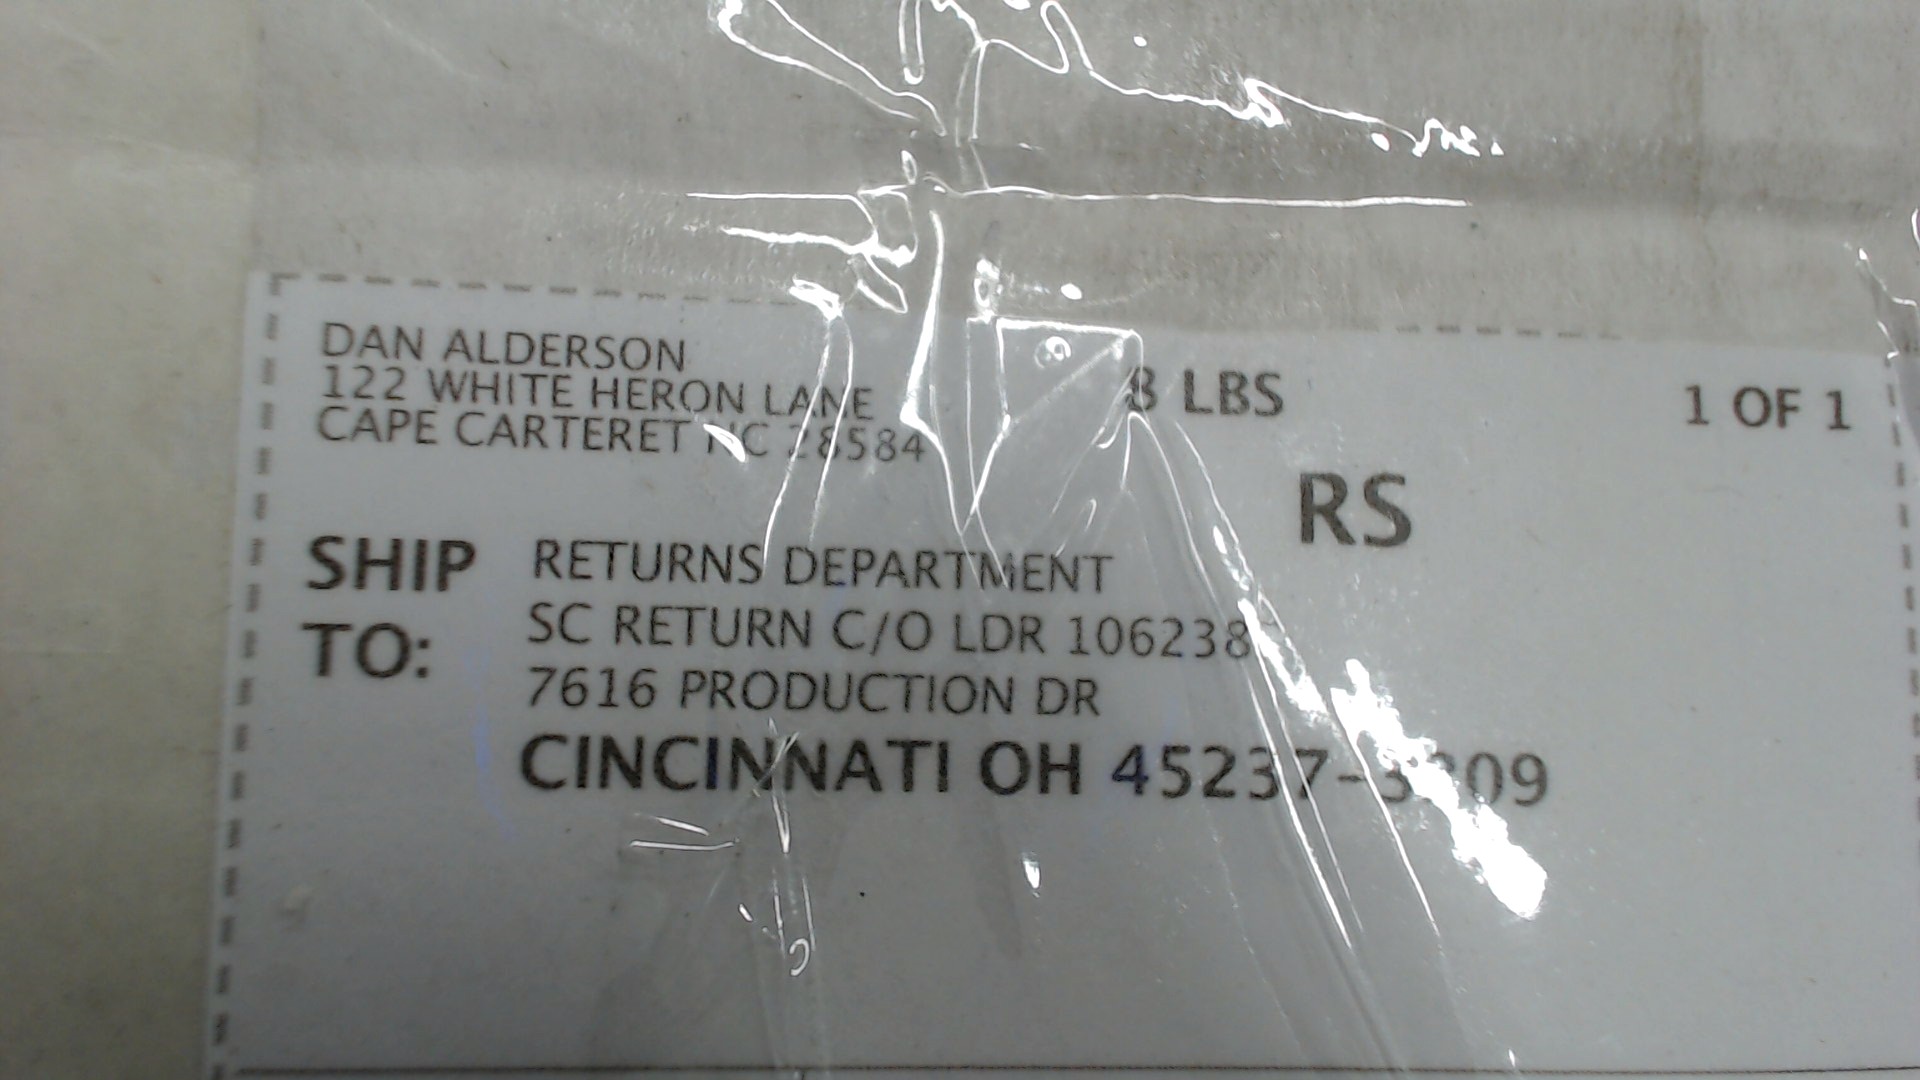 DAN ALDERSON
122 WHITE HERON LANE
CAPE CARTERET NC 28584
8 LBS
1 OF 1
RS
SHIP TO:
RETURNS DEPARTMENT
SC RETURN C/O LDR 106238
7616 PRODUCTION DR
CINCINNATI OH